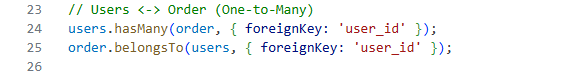 23 // Users <-> Order (One-to-Many)
24 users.hasMany(order, { foreignKey: 'user_id' });
25 order.belongsTo(users, { foreignKey: 'user_id' });
26